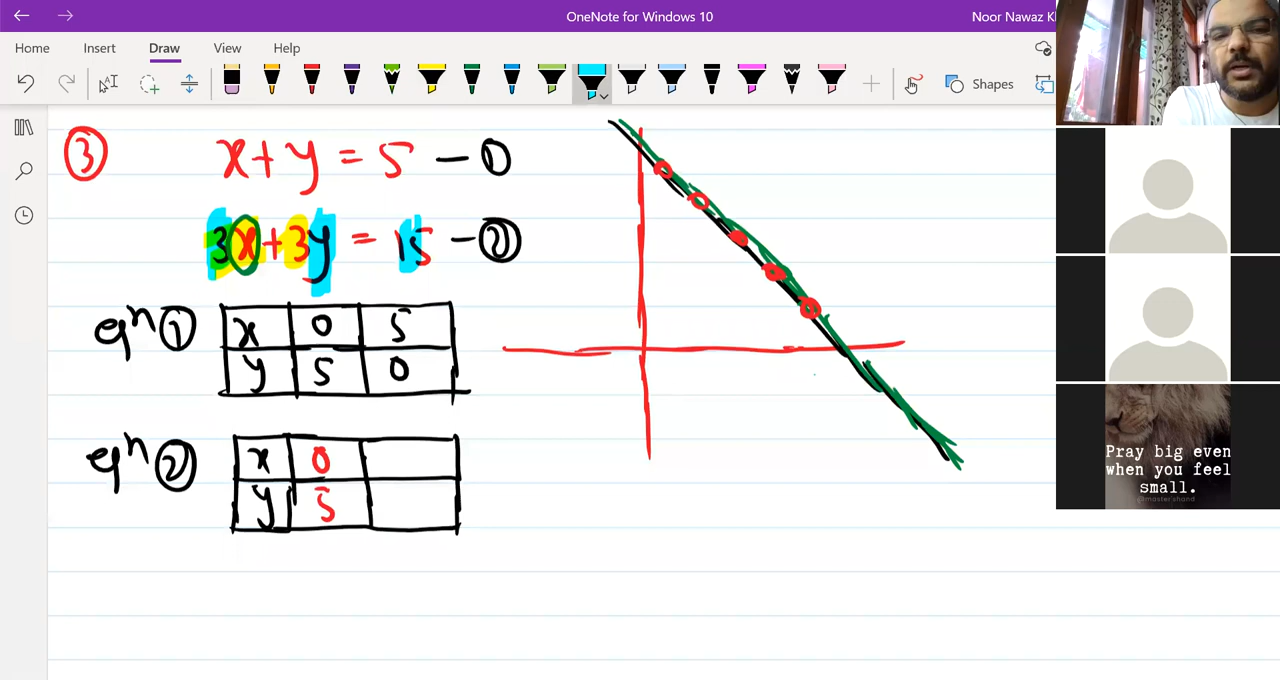 OneNote for Windows 10
Noor Nawaz K
Home Insert Draw View Help
Shapes
③ x + y = 5 — ①
3x + 3y = 15 — ②
eqn ① x 0 5
y 5 0
eqn ② x 0
y 5
Pray big even
when you feel
small.